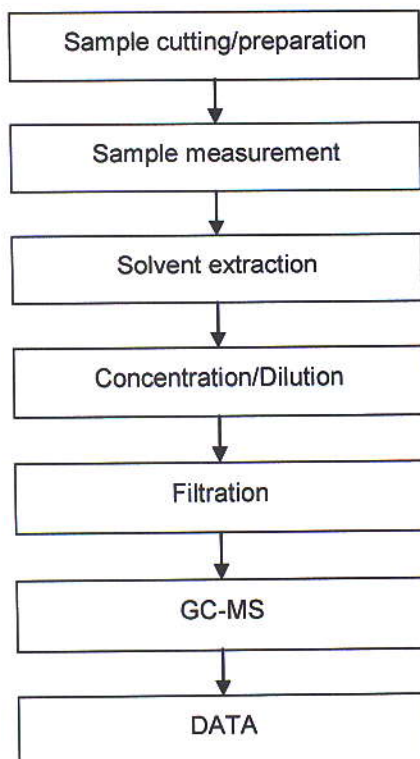 Sample cutting/preparation
Sample measurement
Solvent extraction
Concentration/Dilution
Filtration
GC-MS
DATA